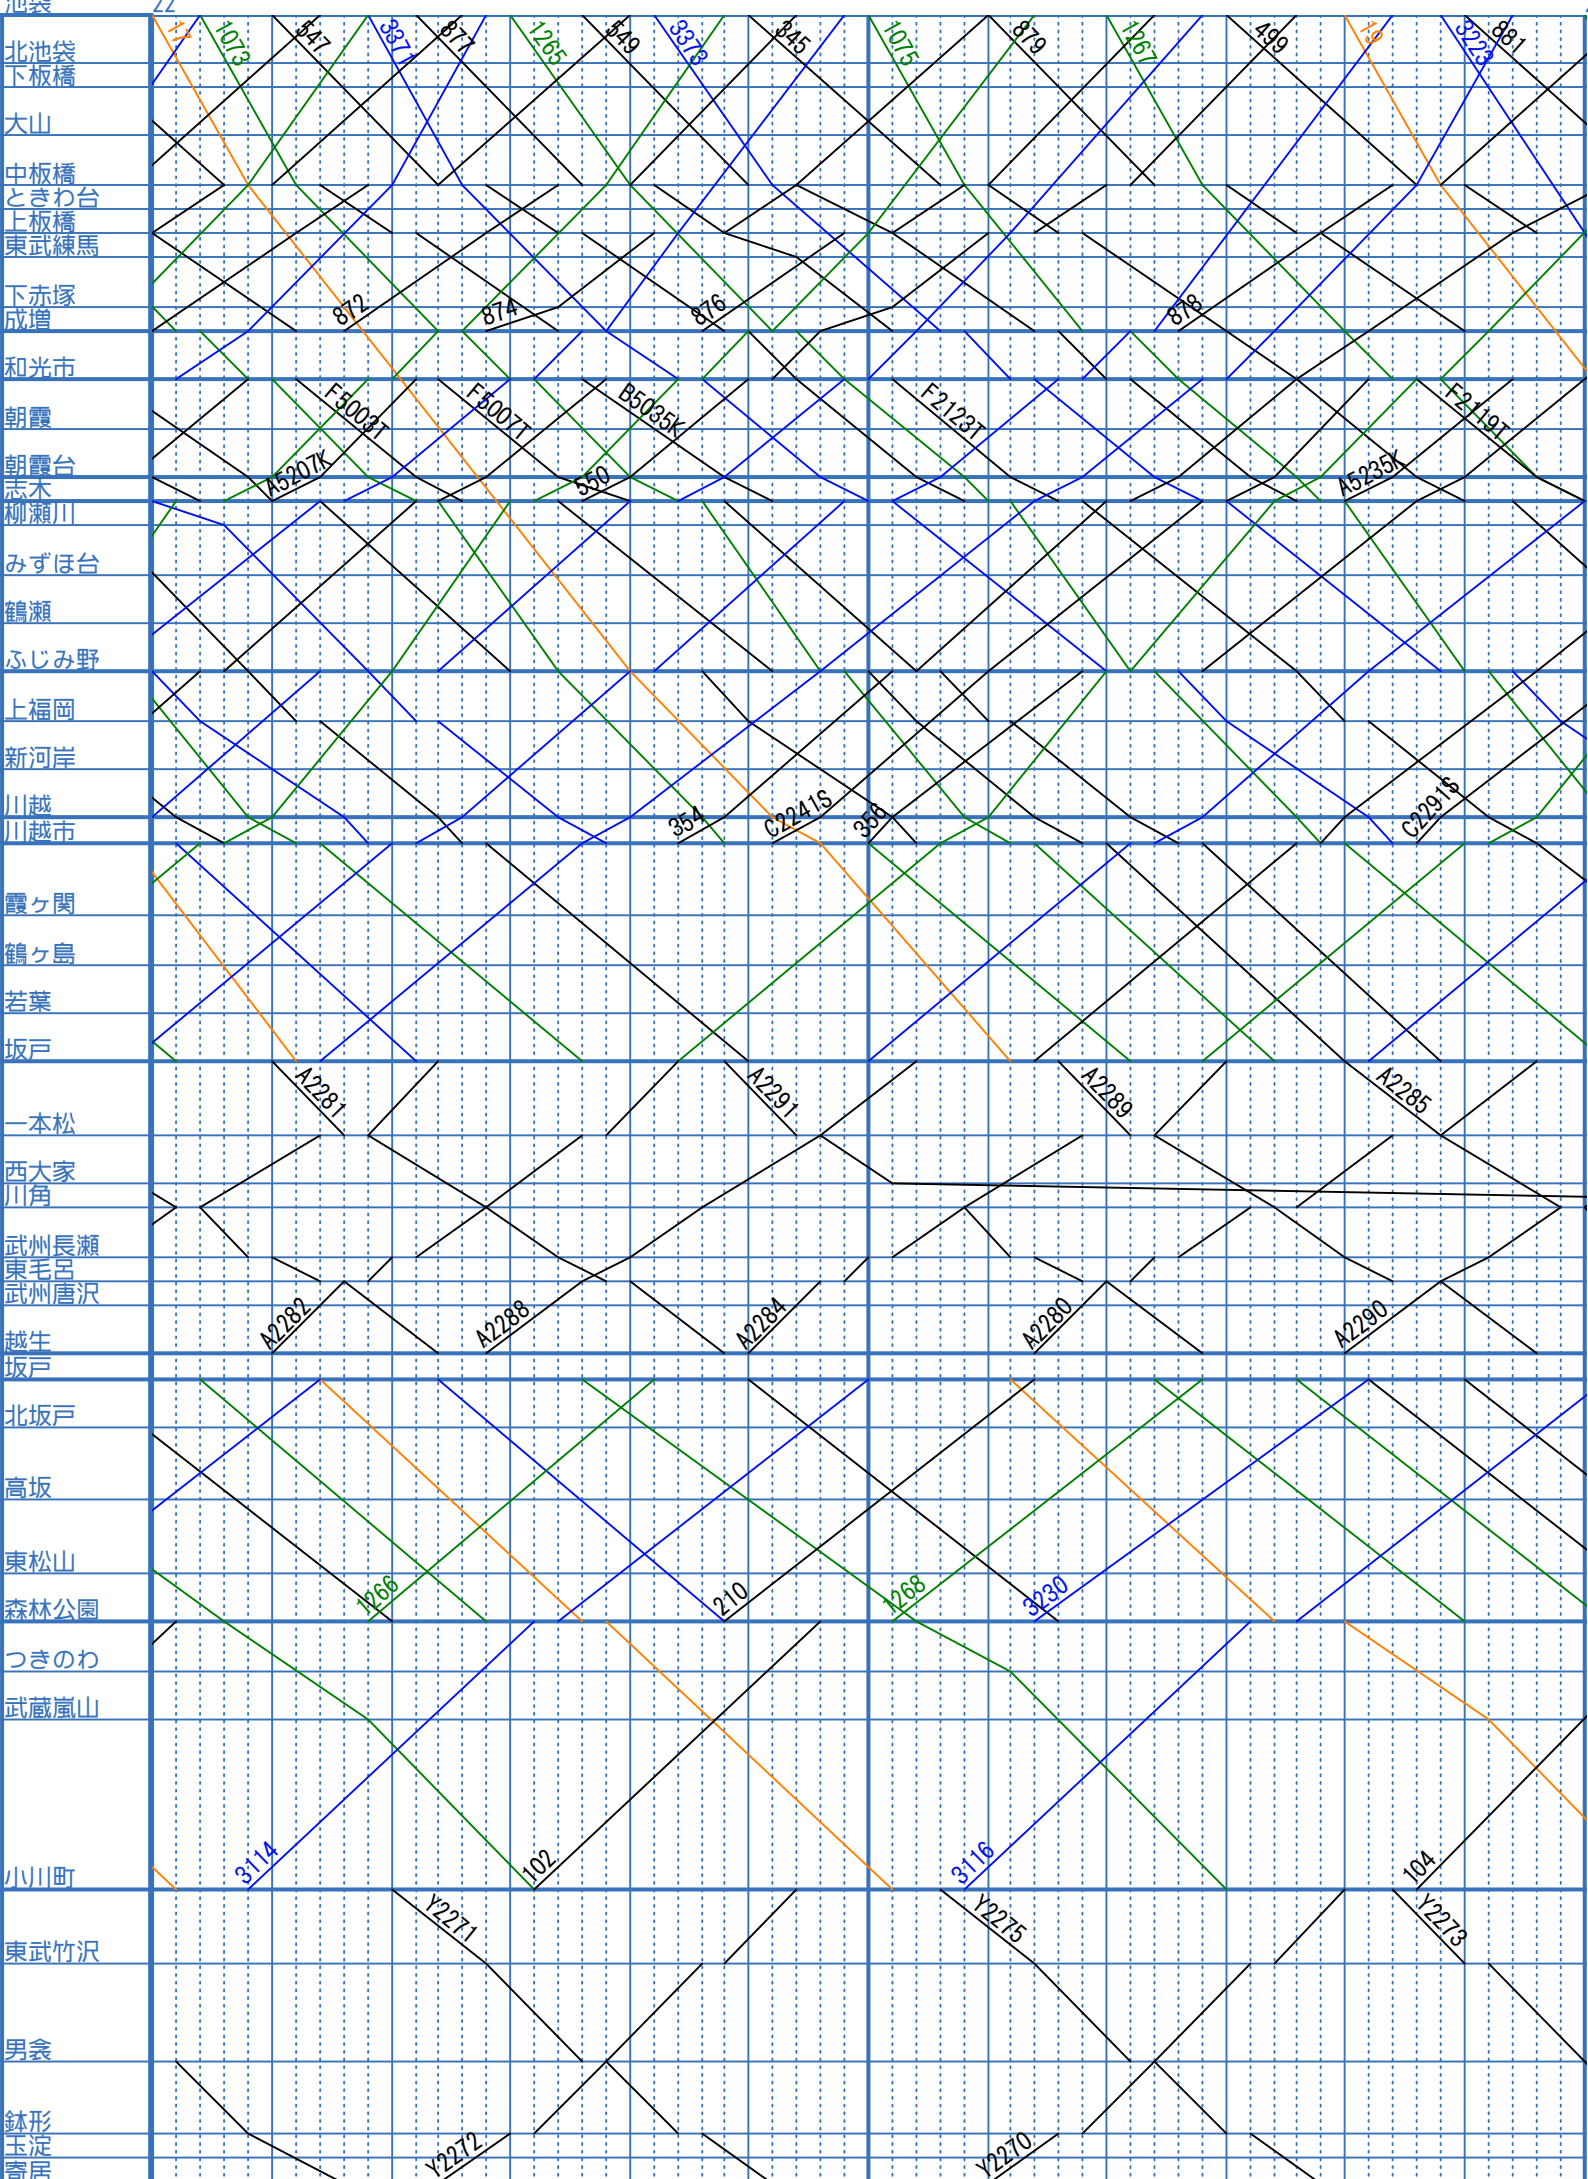 池袋 22
17 1073 547 3371 877 1265 549 3373 345 1075 879 1267 499 19 3223 881
北池袋
下板橋
大山
中板橋
ときわ台
上板橋
東武練馬
下赤塚
872 874 876 878
成増
和光市
F5003T F5007T B5035K F2123T F2119T
朝霞
朝霞台
A5207K 550 A5235K
志木
柳瀬川
みずほ台
鶴瀬
ふじみ野
上福岡
新河岸
川越
354 C2241S 356 C2291S
川越市
霞ヶ関
鶴ヶ島
若葉
坂戸
A2281 A2291 A2289 A2285
一本松
西大家
川角
武州長瀬
東毛呂
武州唐沢
A2282 A2288 A2284 A2280 A2290
越生
坂戸
北坂戸
高坂
東松山
1266 210 1268 3230
森林公園
つきのわ
武蔵嵐山
3114 102 3116 104
小川町
Y2271 Y2275 Y2273
東武竹沢
男衾
鉢形
玉淀
Y2272 Y2270
寄居